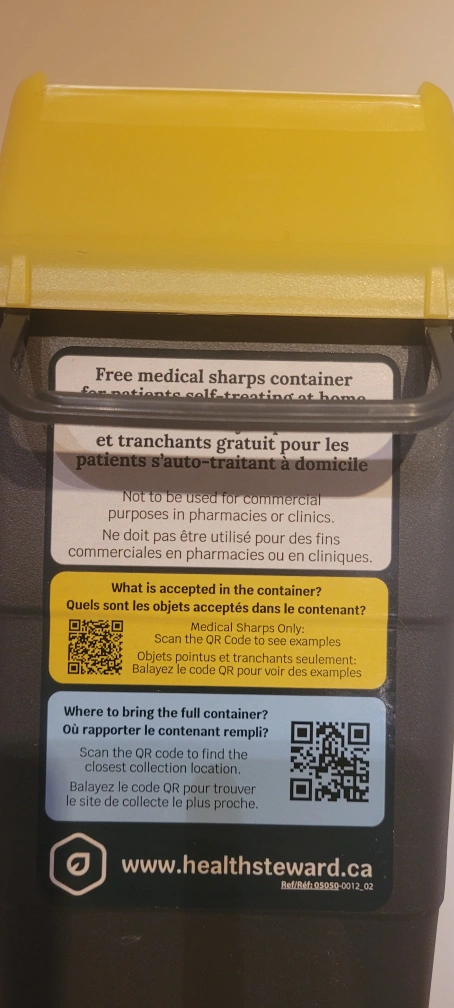 Free medical sharps container
for patients self-treating at home
et tranchants gratuit pour les
patients s'auto-traitant à domicile
Not to be used for commercial
purposes in pharmacies or clinics.
Ne doit pas être utilisé pour des fins
commerciales en pharmacies ou en cliniques.
What is accepted in the container?
Quels sont les objets acceptés dans le contenant?
Medical Sharps Only:
Scan the QR Code to see examples
Objets pointus et tranchants seulement:
Balayez le code QR pour voir des examples
Where to bring the full container?
Où rapporter le contenant rempli?
Scan the QR code to find the
closest collection location.
Balayez le code QR pour trouver
le site de collecte le plus proche.
www.healthsteward.ca
Ref/Réf: 05050-0012_02